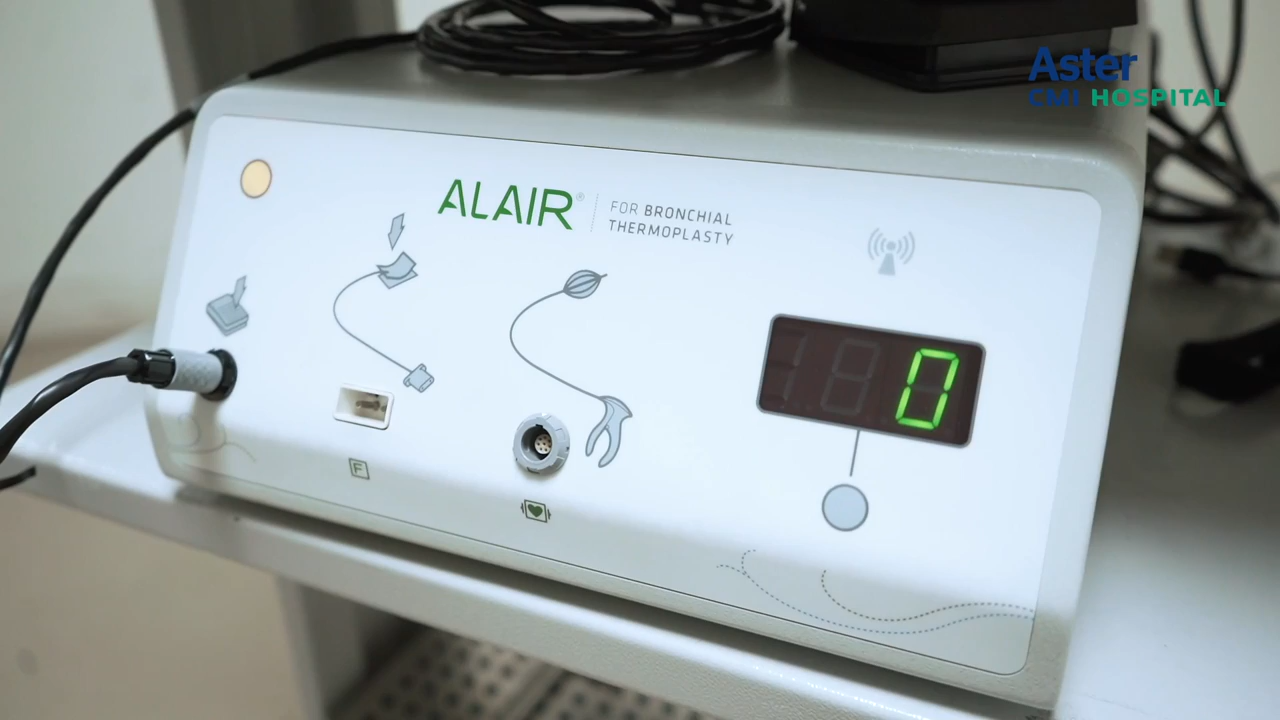 Aster
CMI HOSPITAL
ALAIR® FOR BRONCHIAL
THERMOPLASTY
0
F